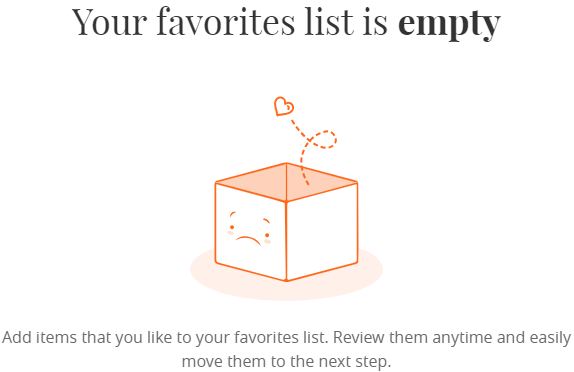 Your favorites list is empty
Add items that you like to your favorites list. Review them anytime and easily
move them to the next step.